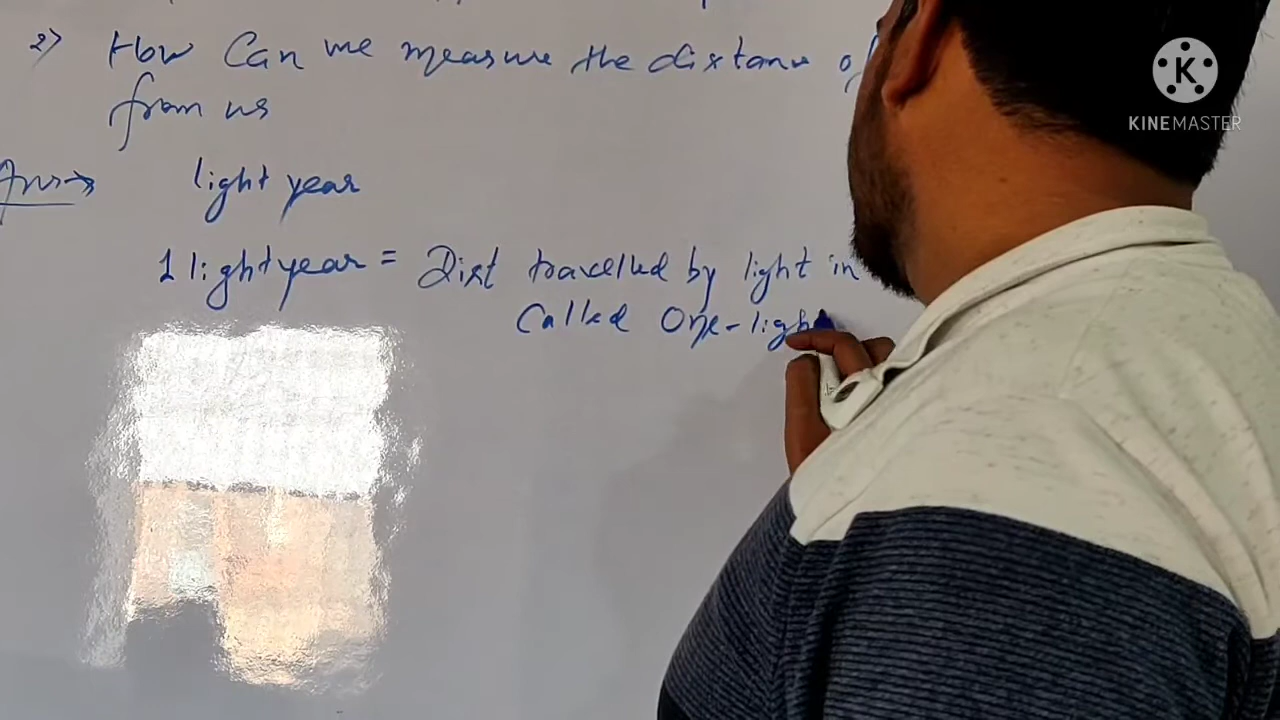 2) How Can we measure the distance of
from us
Ans→ light year
1 light year = Dist travelled by light in
Called One-ligh
K
KINEMASTER